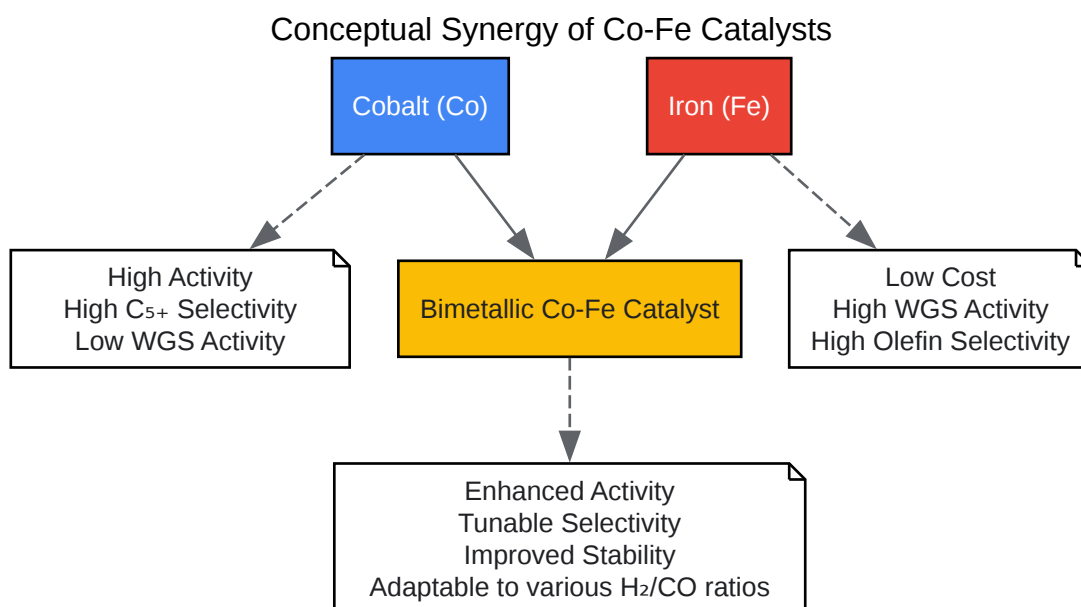 Conceptual Synergy of Co-Fe Catalysts
Cobalt (Co)
Iron (Fe)
High Activity
High C₅₊ Selectivity
Low WGS Activity
Bimetallic Co-Fe Catalyst
Low Cost
High WGS Activity
High Olefin Selectivity
Enhanced Activity
Tunable Selectivity
Improved Stability
Adaptable to various H₂/CO ratios